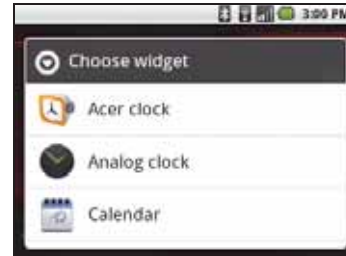 3:00 PM
Choose widget
Acer clock
Analog clock
Calendar